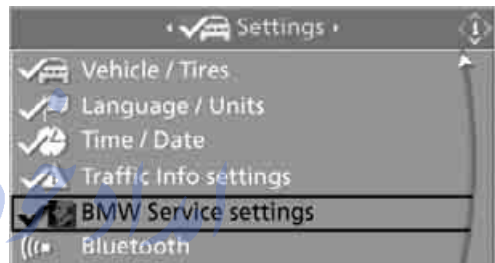 Settings
Vehicle / Tires
Language / Units
Time / Date
Traffic Info settings
BMW Service settings
Bluetooth